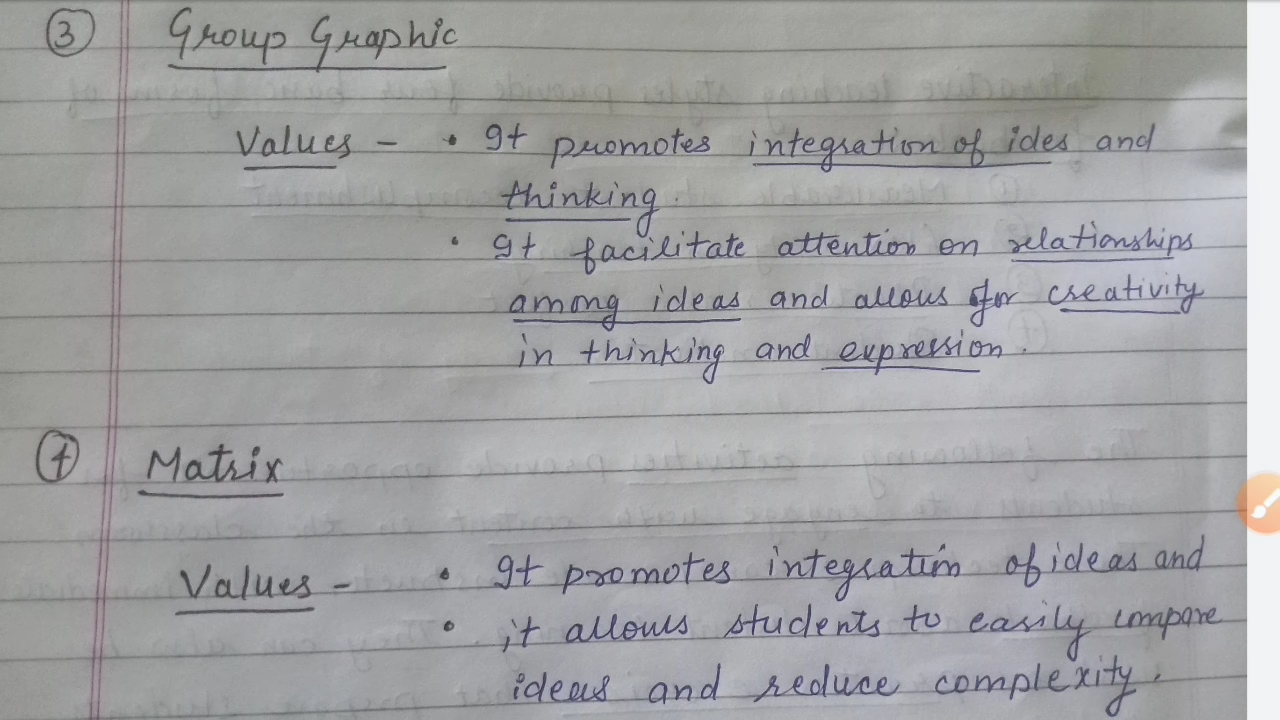 ③ Group Graphic
Values - • It promotes integration of ides and
thinking.
• It facilitate attention on relationships
among ideas and allous for creativity
in thinking and expression.
④ Matrix
Values - • It promotes integration of ideas and
• it allows students to easily compare
ideas and reduce complexity.